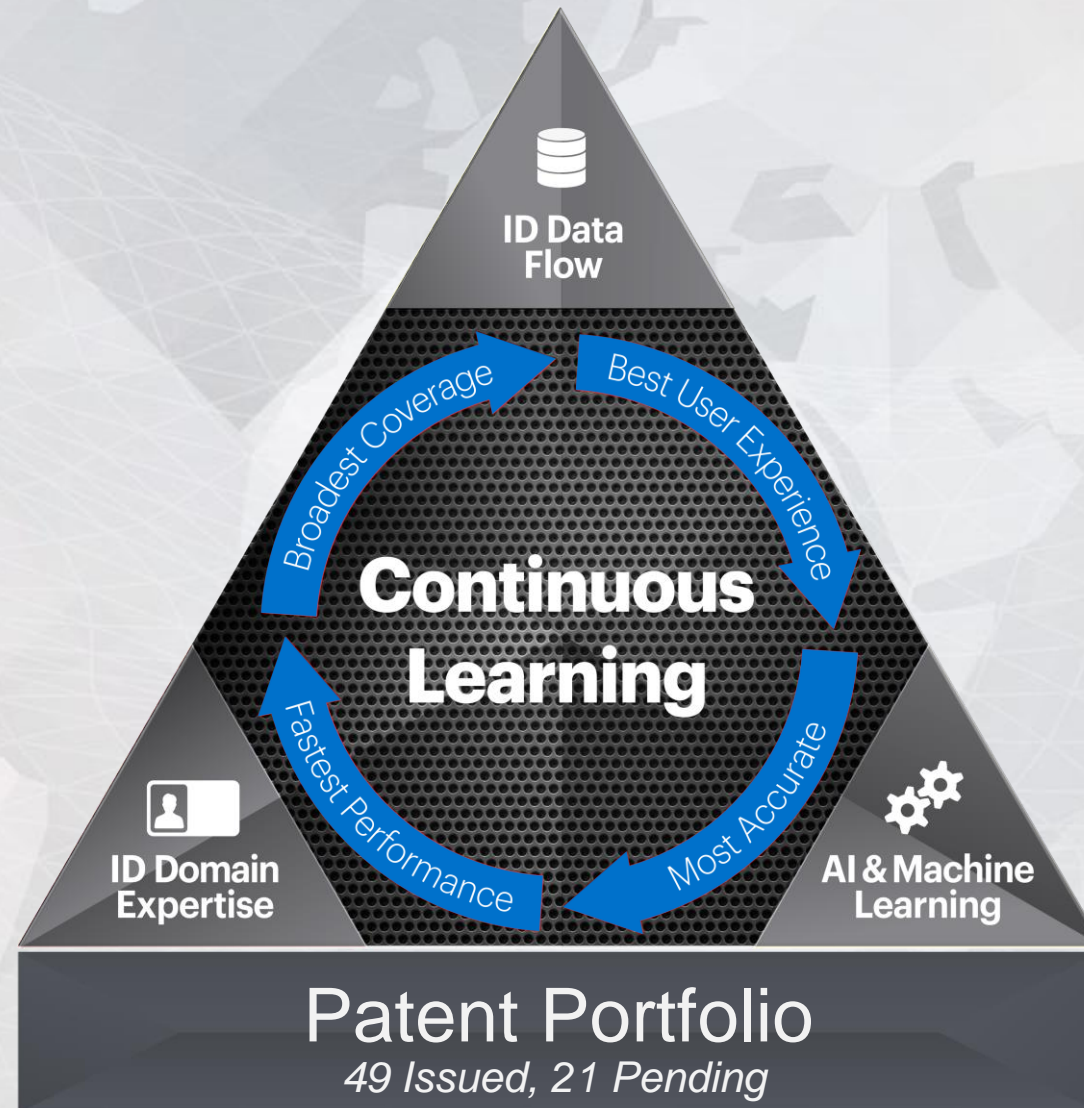 ID Data
Flow
Broadest Coverage
Best User Experience
Continuous
Learning
Fastest Performance
Most Accurate
ID Domain
Expertise
AI & Machine
Learning
Patent Portfolio
49 Issued, 21 Pending